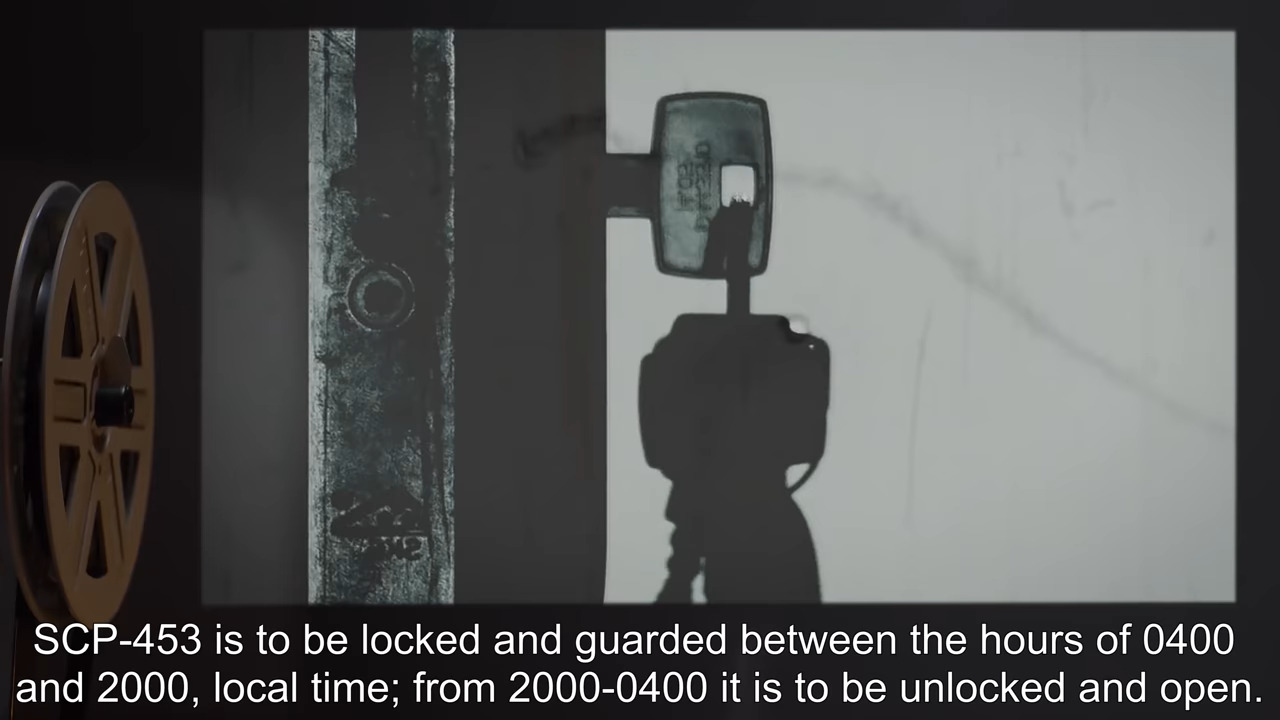 SCP-453 is to be locked and guarded between the hours of 0400
and 2000, local time; from 2000-0400 it is to be unlocked and open.